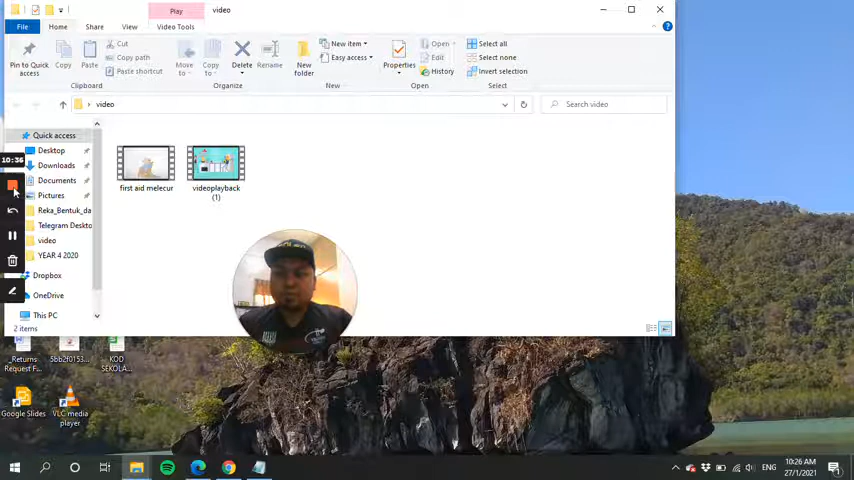 Play
video
File
Home
Share
View
Video Tools
Pin to Quick access
Copy
Paste
Cut
Copy path
Paste shortcut
Clipboard
Move to
Copy to
Delete
Rename
Organize
New folder
New item
Easy access
New
Properties
Open
Edit
History
Open
Select all
Select none
Invert selection
Select
video
Search video
Quick access
Desktop
Downloads
Documents
Pictures
Reka_Bentuk_da
Telegram Deskto
video
YEAR 4 2020
Dropbox
OneDrive
This PC
2 items
10:36
first aid melecur
videoplayback
(1)
_Returns
Request F...
5bb2f0153...
KOD
SEKOLA...
Google Slides
VLC media
player
ENG
10:26 AM
27/1/2021